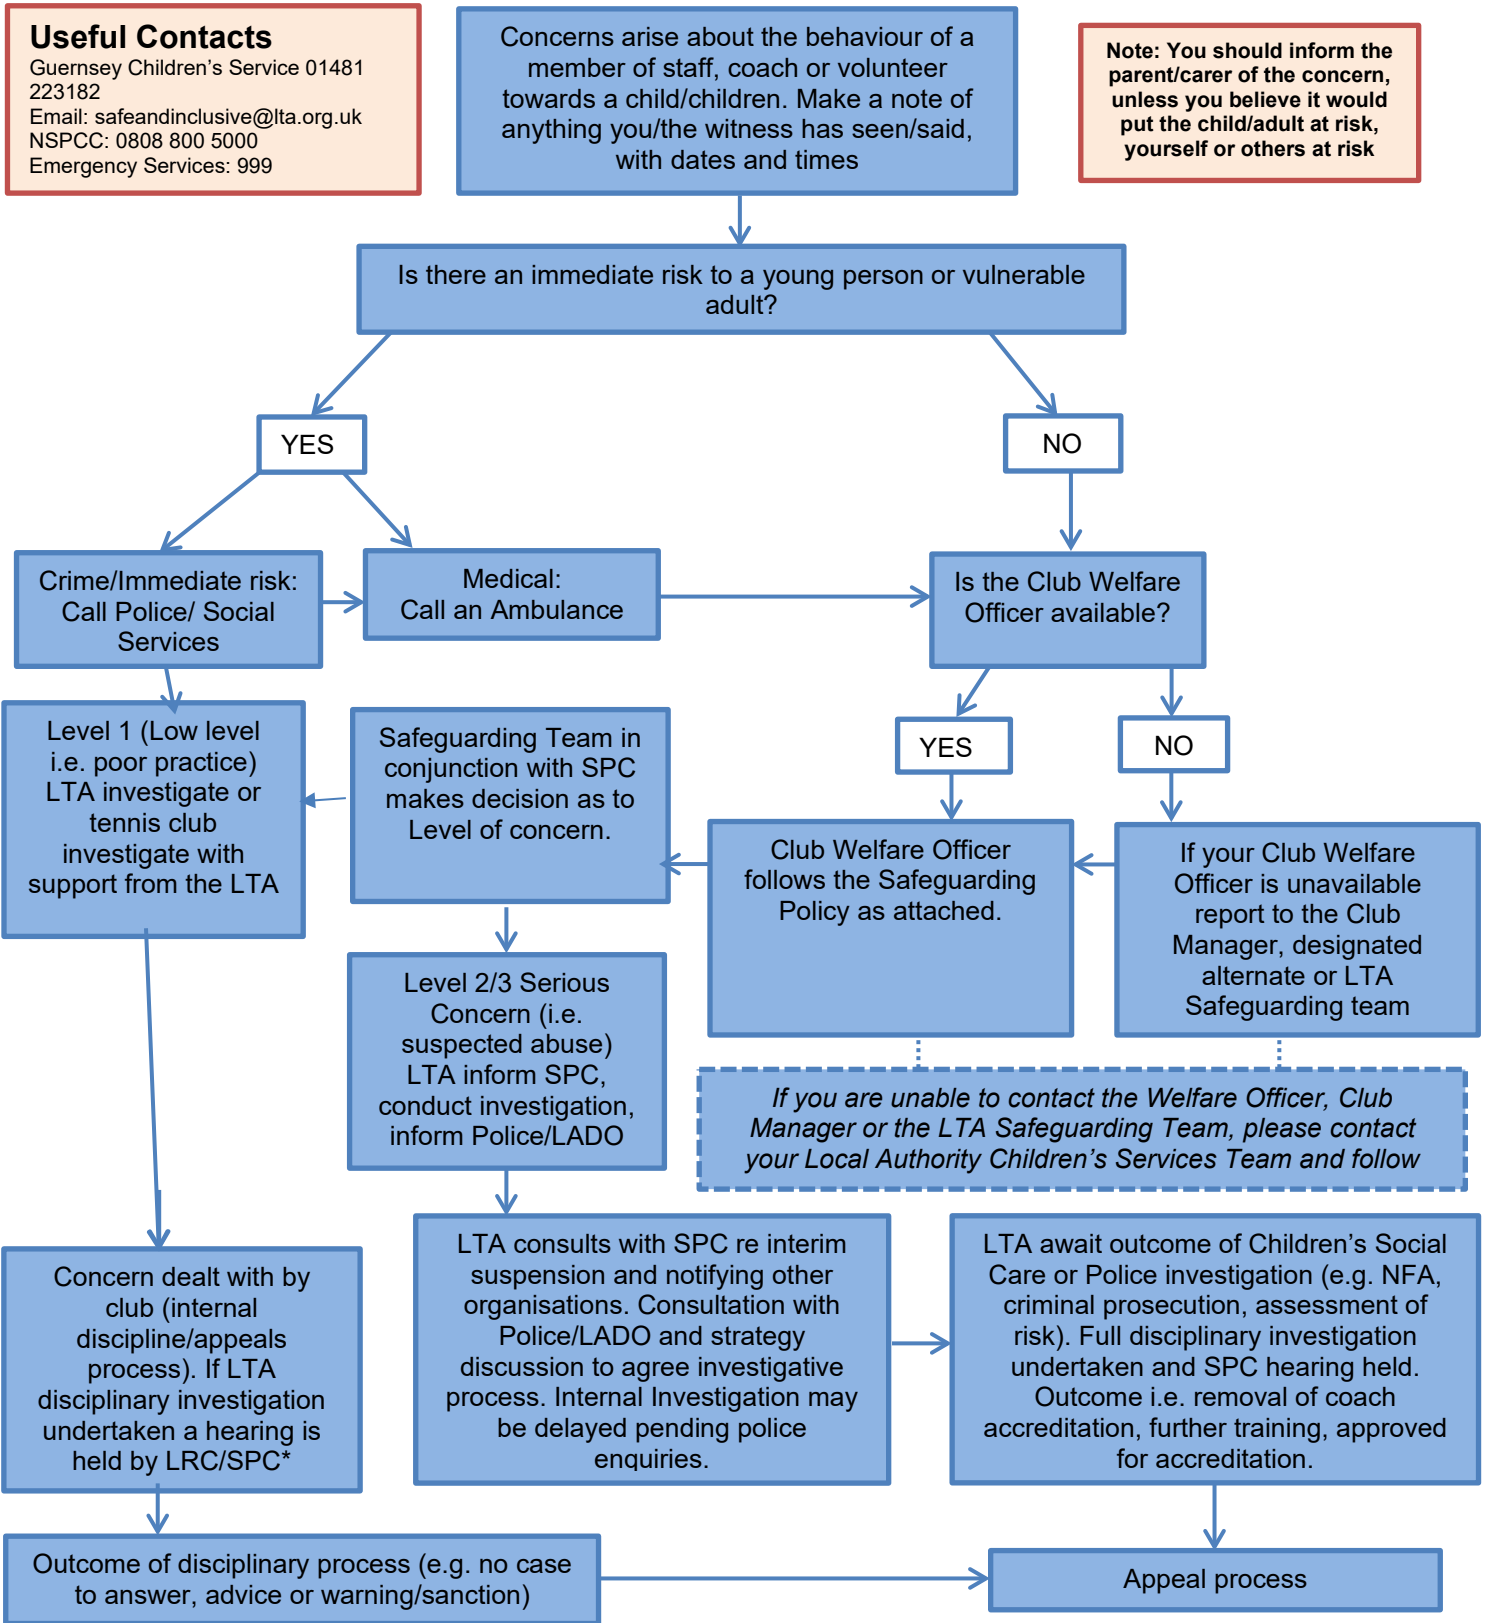 Useful Contacts
Guernsey Children's Service 01481
223182
Email: safeandinclusive@lta.org.uk
NSPCC: 0808 800 5000
Emergency Services: 999
Concerns arise about the behaviour of a
member of staff, coach or volunteer
towards a child/children. Make a note of
anything you/the witness has seen/said,
with dates and times
Note: You should inform the
parent/carer of the concern,
unless you believe it would
put the child/adult at risk,
yourself or others at risk
Is there an immediate risk to a young person or vulnerable
adult?
YES
NO
Crime/Immediate risk:
Call Police/ Social
Services
Medical:
Call an Ambulance
Is the Club Welfare
Officer available?
YES
NO
Level 1 (Low level
i.e. poor practice)
LTA investigate or
tennis club
investigate with
support from the LTA
Safeguarding Team in
conjunction with SPC
makes decision as to
Level of concern.
Club Welfare Officer
follows the Safeguarding
Policy as attached.
If your Club Welfare
Officer is unavailable
report to the Club
Manager, designated
alternate or LTA
Safeguarding team
Level 2/3 Serious
Concern (i.e.
suspected abuse)
LTA inform SPC,
conduct investigation,
inform Police/LADO
If you are unable to contact the Welfare Officer, Club
Manager or the LTA Safeguarding Team, please contact
your Local Authority Children's Services Team and follow
Concern dealt with by
club (internal
discipline/appeals
process). If LTA
disciplinary investigation
undertaken a hearing is
held by LRC/SPC*
LTA consults with SPC re interim
suspension and notifying other
organisations. Consultation with
Police/LADO and strategy
discussion to agree investigative
process. Internal Investigation may
be delayed pending police
enquiries.
LTA await outcome of Children's Social
Care or Police investigation (e.g. NFA,
criminal prosecution, assessment of
risk). Full disciplinary investigation
undertaken and SPC hearing held.
Outcome i.e. removal of coach
accreditation, further training, approved
for accreditation.
Outcome of disciplinary process (e.g. no case
to answer, advice or warning/sanction)
Appeal process